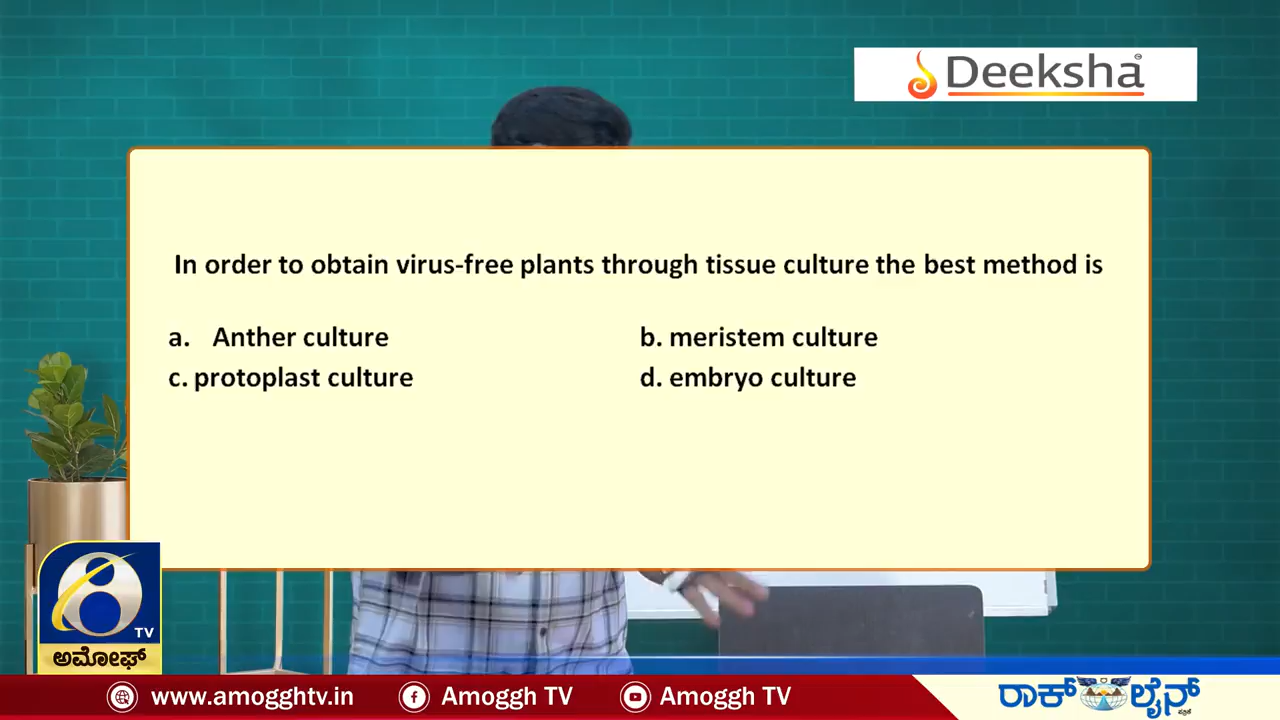 Deeksha
In order to obtain virus-free plants through tissue culture the best method is
a. Anther culture
b. meristem culture
c. protoplast culture
d. embryo culture
TV
ಅಮೋಘ್
www.amogghtv.in
Amoggh TV
Amoggh TV
ರಾಕ್ ಲೈನ್